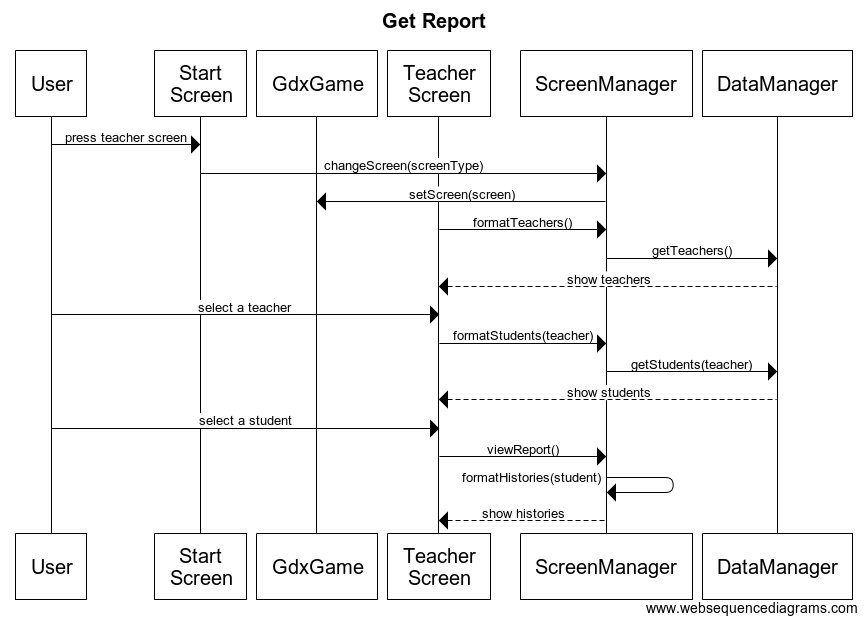 Get Report
User
Start
Screen
GdxGame
Teacher
Screen
ScreenManager
DataManager
press teacher screen
changeScreen(screenType)
setScreen(screen)
formatTeachers()
getTeachers()
show teachers
select a teacher
formatStudents(teacher)
getStudents(teacher)
show students
select a student
viewReport()
formatHistories(student)
show histories
User
Start
Screen
GdxGame
Teacher
Screen
ScreenManager
DataManager
www.websequencediagrams.com